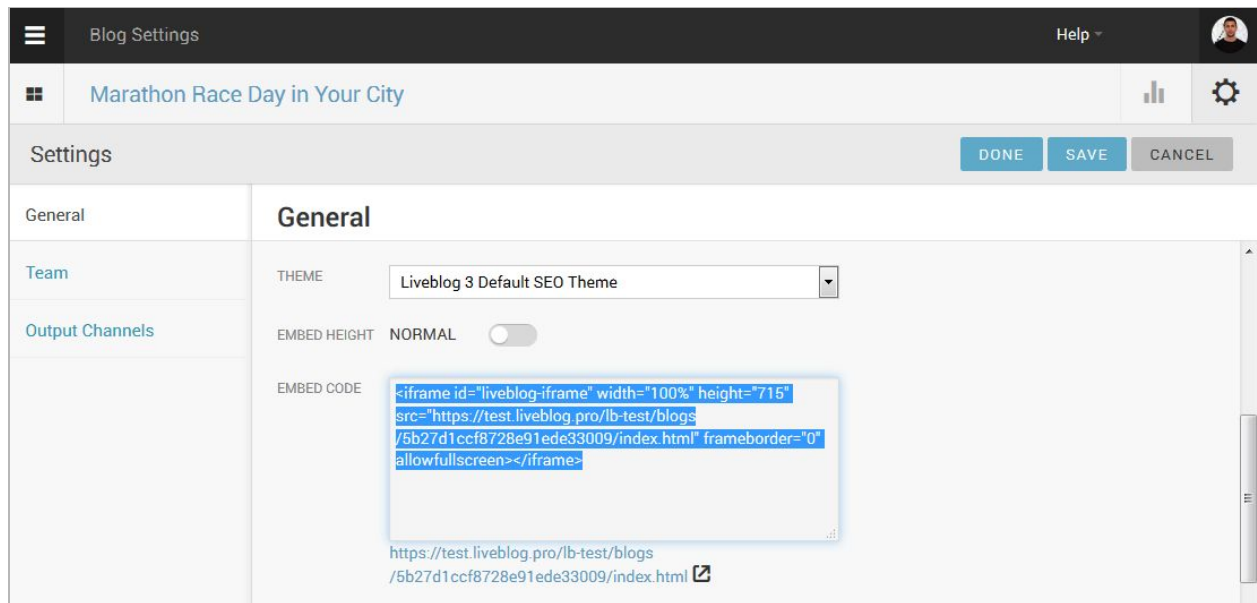 Blog Settings
Help
Marathon Race Day in Your City
Settings
DONE
SAVE
CANCEL
General
General
Team
Output Channels
THEME
Liveblog 3 Default SEO Theme
EMBED HEIGHT
NORMAL
EMBED CODE
<iframe id="liveblog-iframe" width="100%" height="715"
src="https://test.liveblog.pro/lb-test/blogs
/5b27d1ccf8728e91ede33009/index.html" frameborder="0"
allowfullscreen></iframe>
https://test.liveblog.pro/lb-test/blogs
/5b27d1ccf8728e91ede33009/index.html